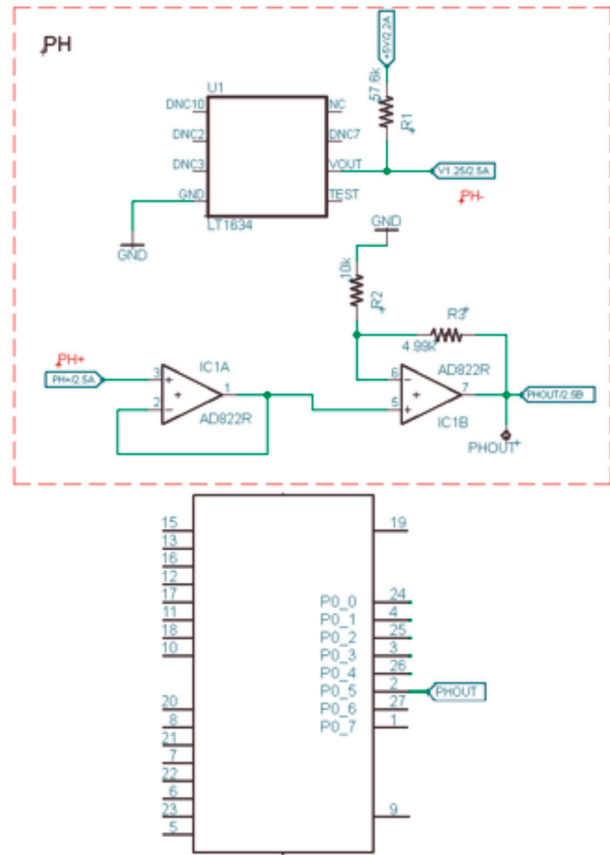 PH
+5V/2.2A
U1
57.6k
R1
DNC10
NC
DNC2
DNC7
DNC3
VOUT
V1.25/2.5A
GND
TEST
PH-
LT1634
GND
GND
10k
R2
R3
4.99k
PH+
IC1A
AD822R
PH+/2.5A
3
1
2
6
7
5
PHOUT/2.5B
AD822R
IC1B
PHOUT
15
19
13
16
12
17
P0_0
24
11
P0_1
4
18
P0_2
25
10
P0_3
3
P0_4
26
P0_5
2
PHOUT
20
P0_6
27
8
P0_7
1
21
7
22
6
23
9
5